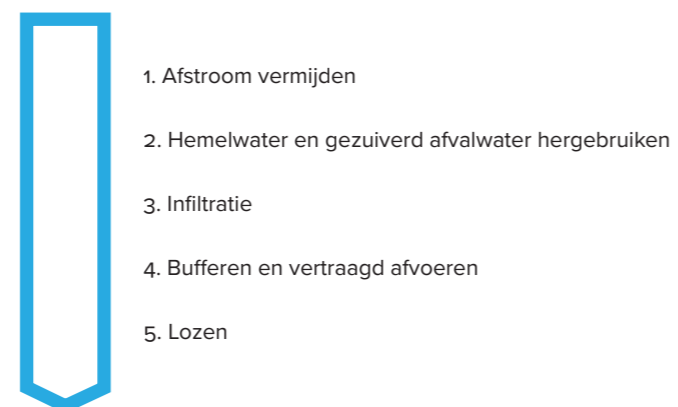 1. Afstroom vermijden
2. Hemelwater en gezuiverd afvalwater hergebruiken
3. Infiltratie
4. Bufferen en vertraagd afvoeren
5. Lozen